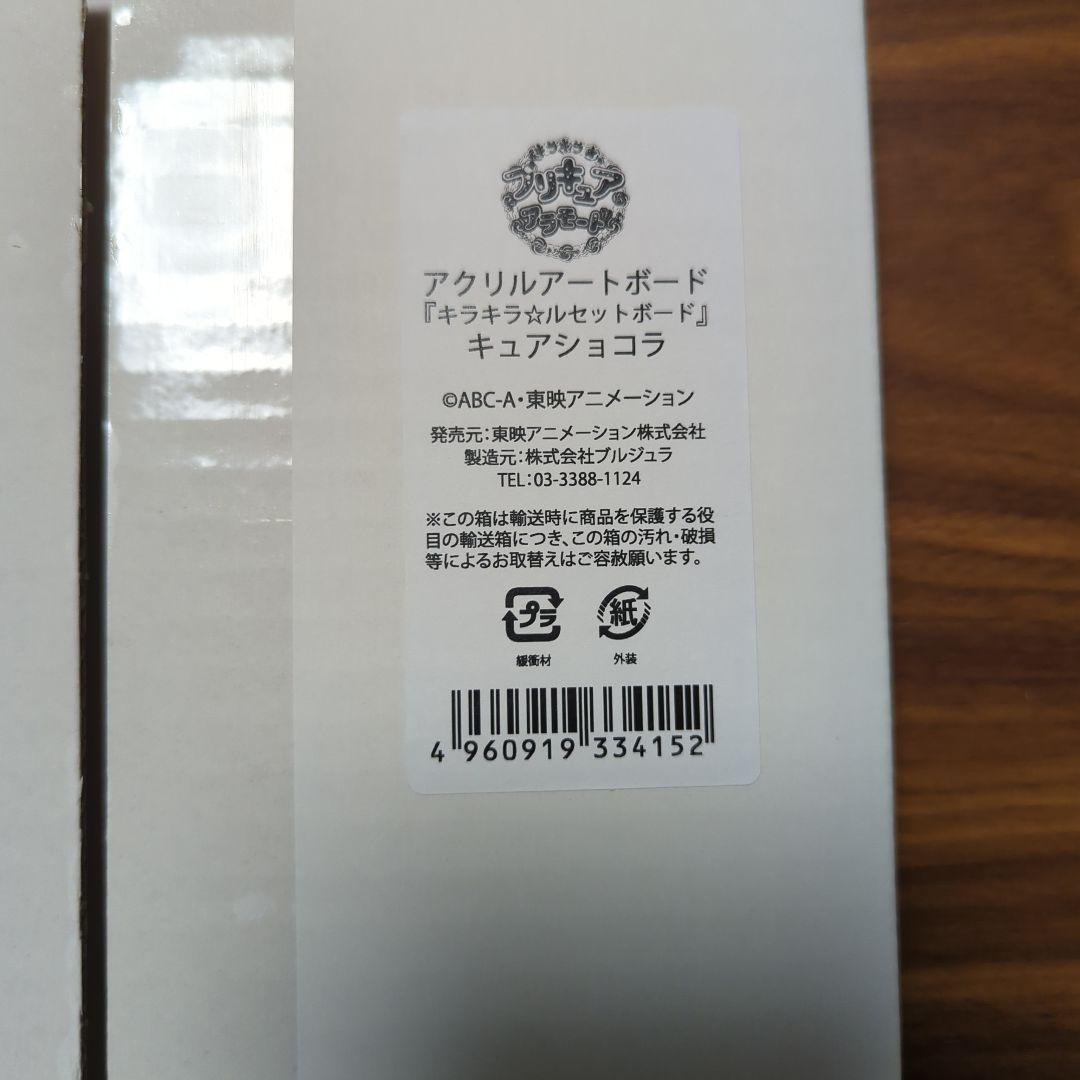 キラキラ☆
プリキュア
アラモード
アクリルアートボード
『キラキラ☆ルセットボード』
キュアショコラ
©ABC-A・東映アニメーション
発売元：東映アニメーション株式会社
製造元：株式会社ブルジュラ
TEL：03-3388-1124
※この箱は輸送時に商品を保護する役
目の輸送箱につき、この箱の汚れ・破損
等によるお取替えはご容赦願います。
プラ 紙
緩衝材 外装
4 960919 334152